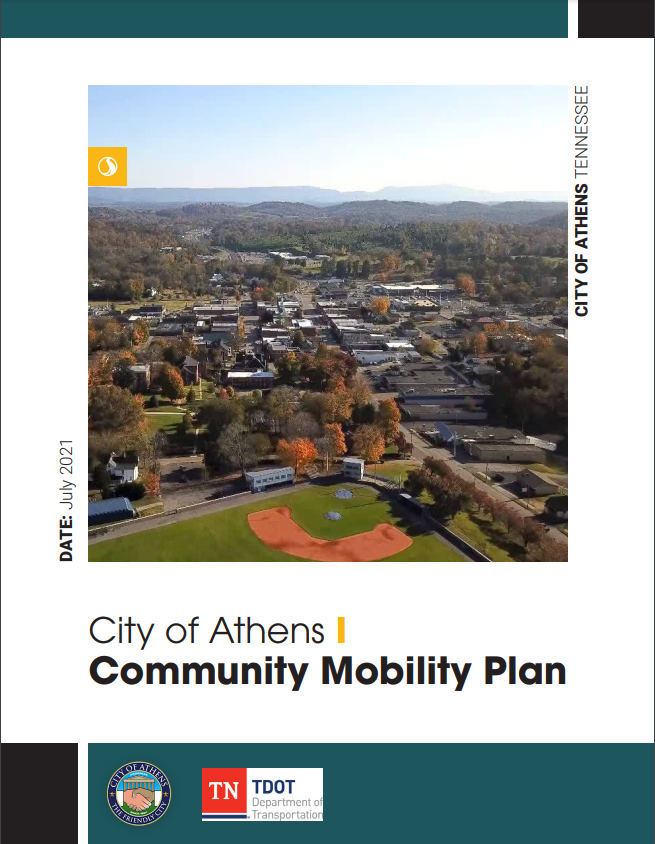 CITY OF ATHENS TENNESSEE
DATE: July 2021
City of Athens
Community Mobility Plan
CITY OF ATHENS
THE FRIENDLY CITY
TN
TDOT
Department of
Transportation